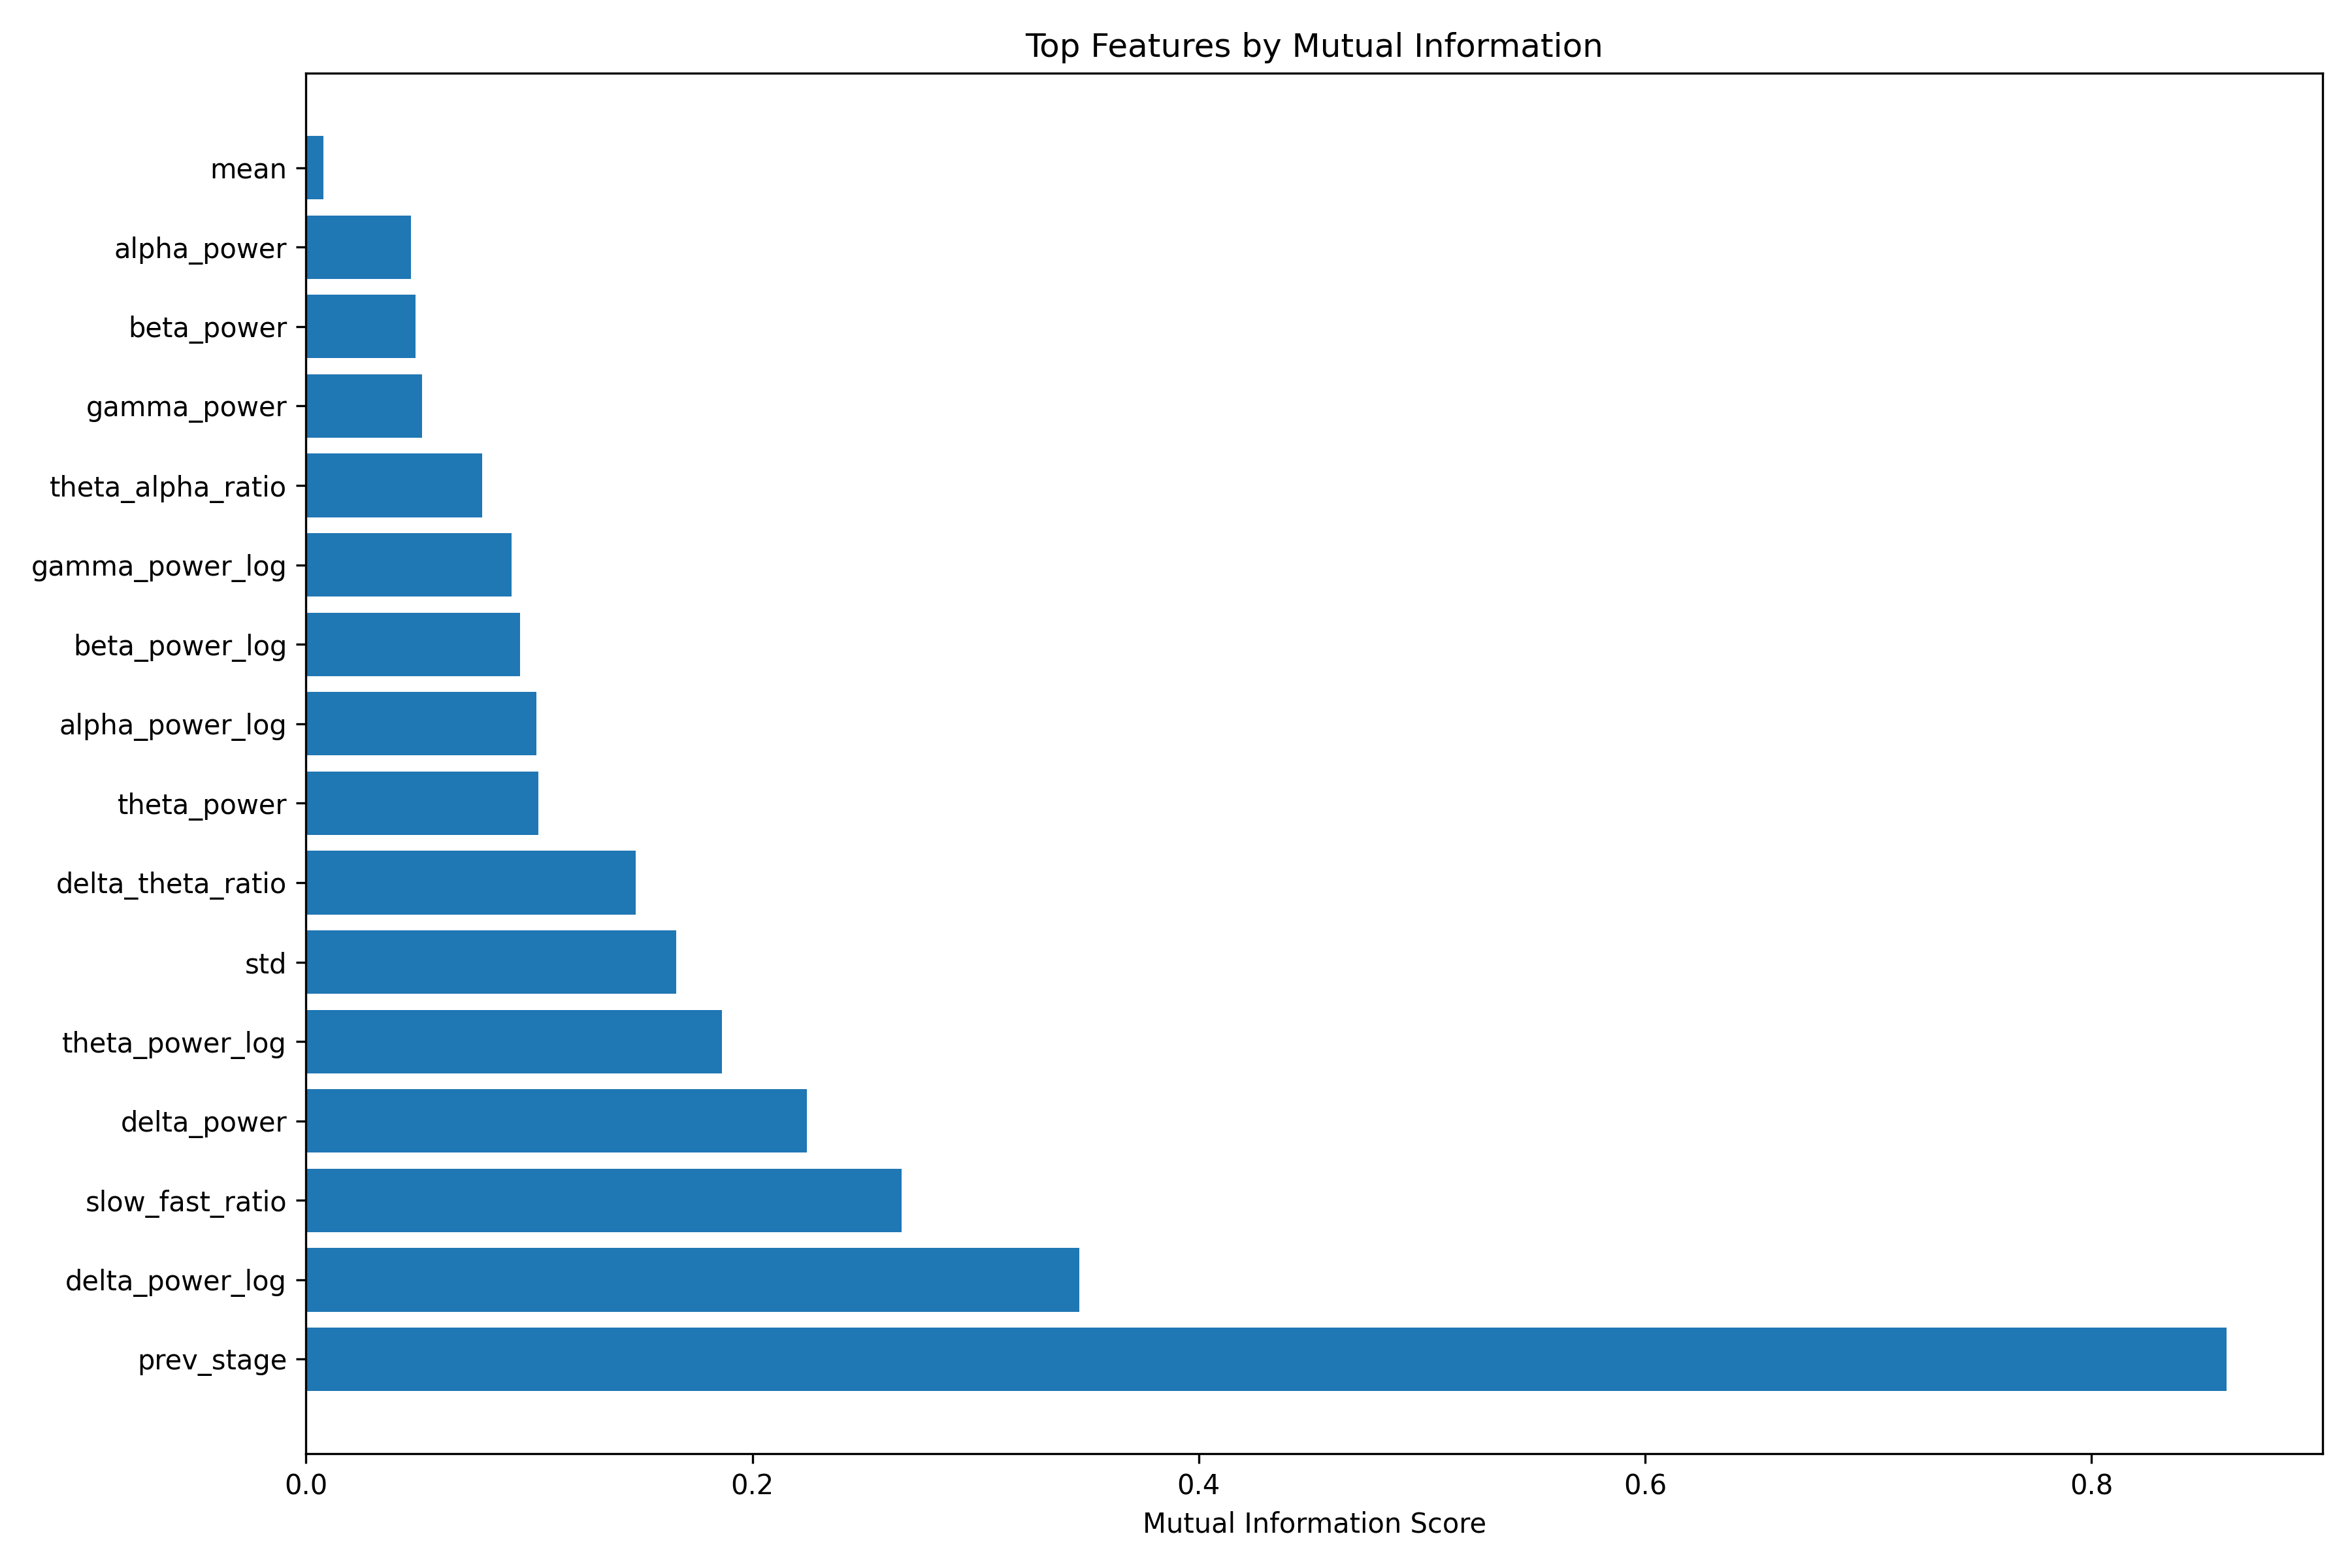 Top Features by Mutual Information
mean
alpha_power
beta_power
gamma_power
theta_alpha_ratio
gamma_power_log
beta_power_log
alpha_power_log
theta_power
delta_theta_ratio
std
theta_power_log
delta_power
slow_fast_ratio
delta_power_log
prev_stage
0.0 0.2 0.4 0.6 0.8
Mutual Information Score